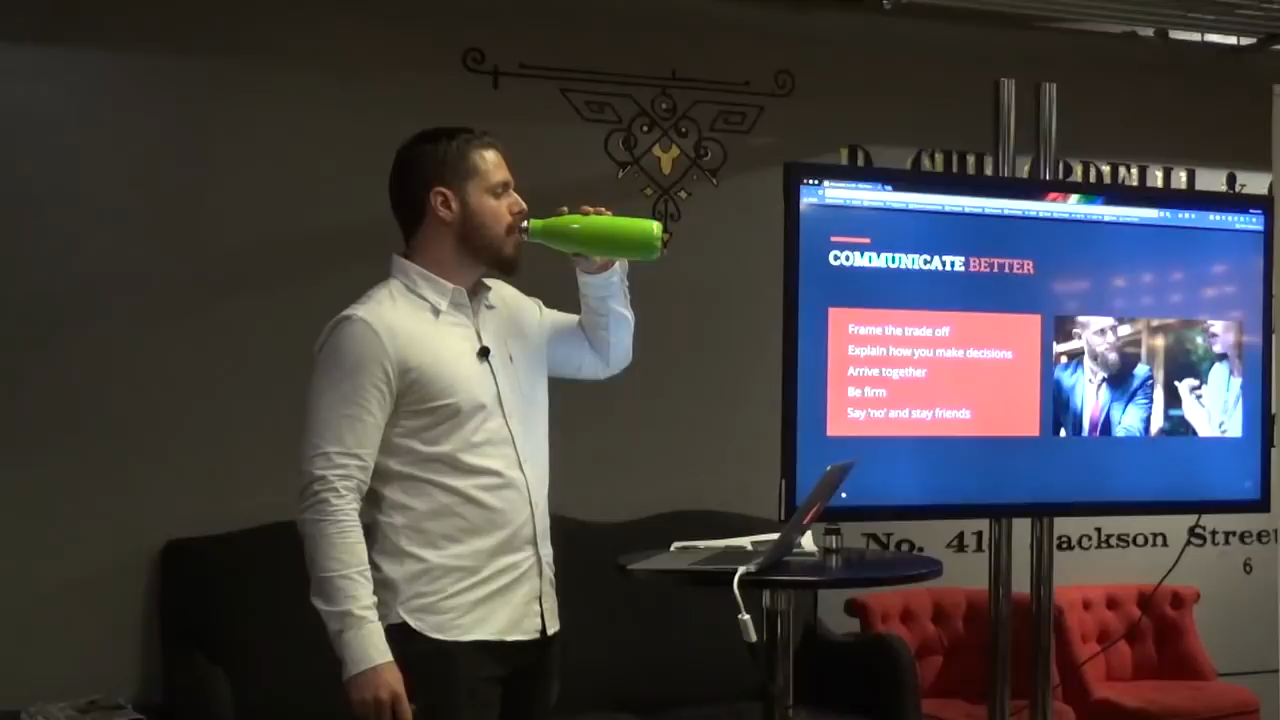 COMMUNICATE BETTER
Frame the trade off
Explain how you make decisions
Arrive together
Be firm
Say 'no' and stay friends
No. 41
ackson Street
6